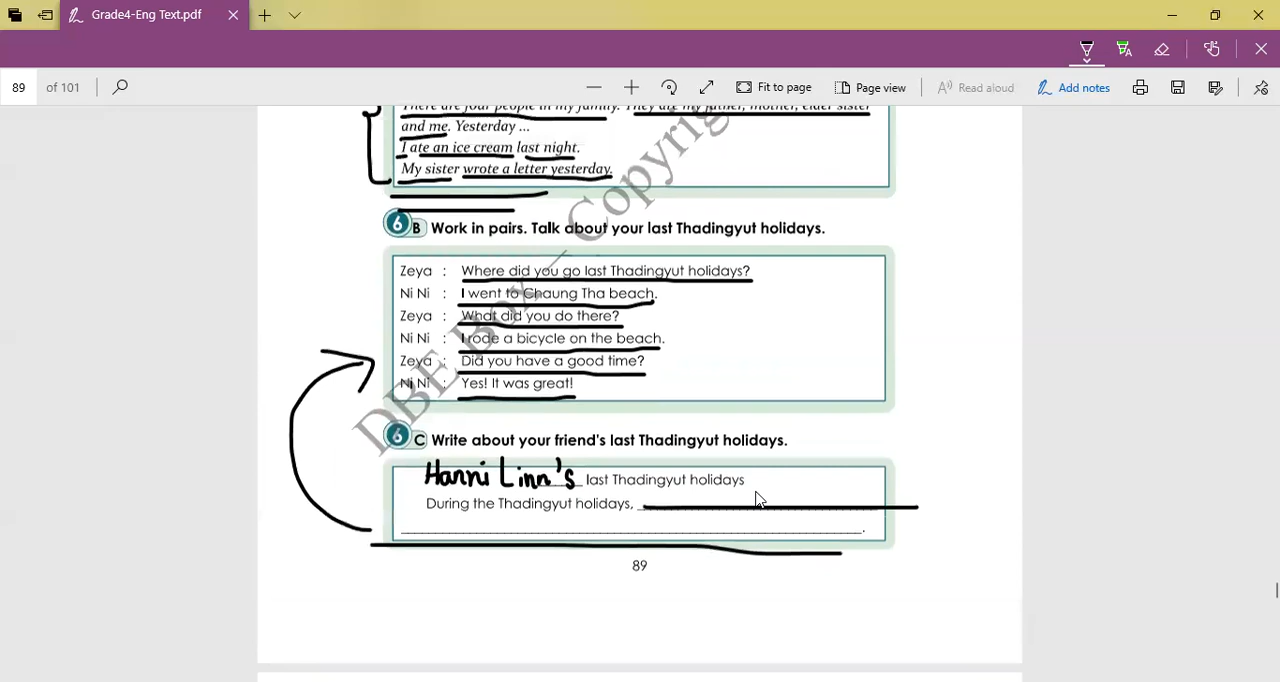 Grade4-Eng Text.pdf
89 of 101
Fit to page
Page view
Read aloud
Add notes
There are four people in my family. They are my father, mother, elder sister
and me. Yesterday ...
I ate an ice cream last night.
My sister wrote a letter yesterday.
6 B Work in pairs. Talk about your last Thadingyut holidays.
Zeya : Where did you go last Thadingyut holidays?
Ni Ni : I went to Chaung Tha beach.
Zeya : What did you do there?
Ni Ni : I rode a bicycle on the beach.
Zeya : Did you have a good time?
Ni Ni : Yes! It was great!
6 C Write about your friend's last Thadingyut holidays.
Hanni Linn's last Thadingyut holidays
During the Thadingyut holidays,
.
89
DBE Box – Copyrigh